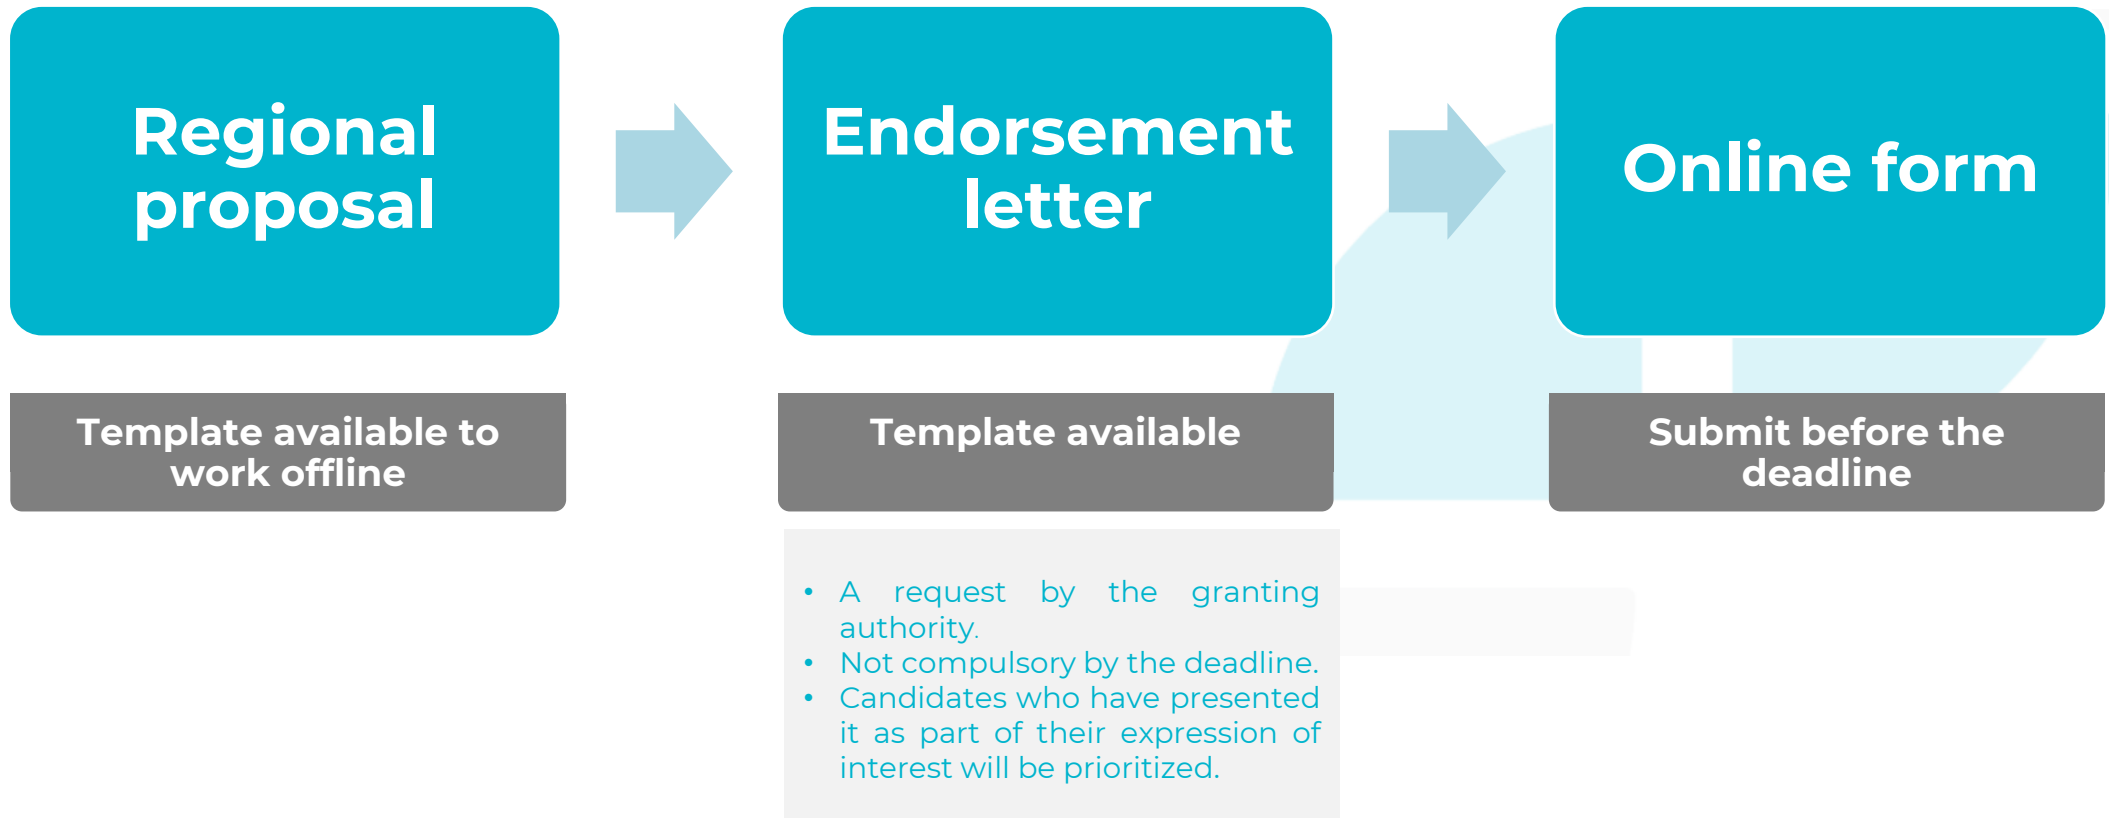 Regional
proposal
Endorsement
letter
Online form
Template available to
work offline
Template available
Submit before the
deadline
• A request by the granting
authority.
• Not compulsory by the deadline.
• Candidates who have presented
it as part of their expression of
interest will be prioritized.